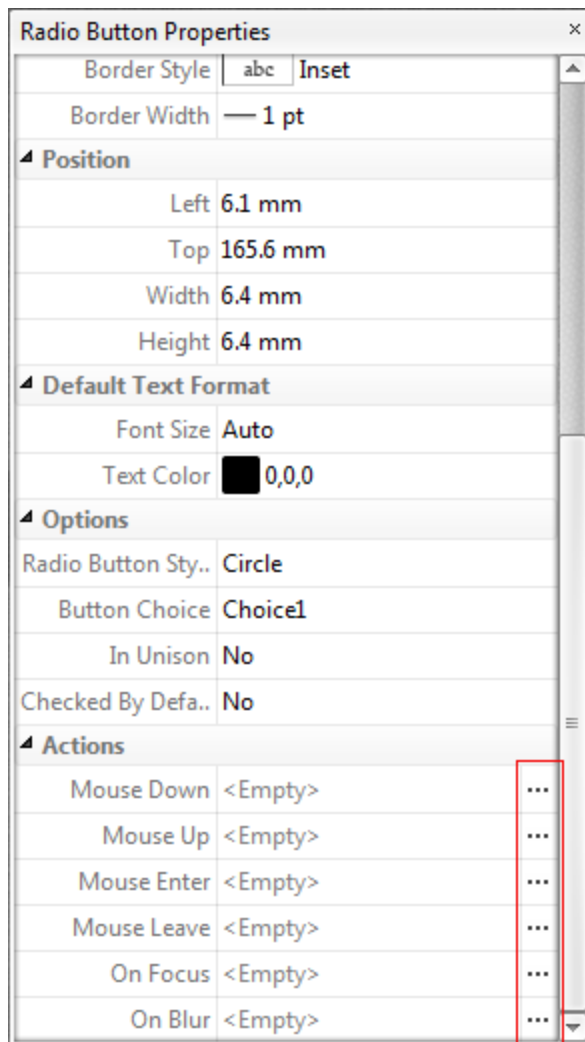 Radio Button Properties ×
Border Style abc Inset
Border Width 1 pt
Position
Left 6.1 mm
Top 165.6 mm
Width 6.4 mm
Height 6.4 mm
Default Text Format
Font Size Auto
Text Color 0,0,0
Options
Radio Button Sty.. Circle
Button Choice Choice1
In Unison No
Checked By Defa.. No
Actions
Mouse Down <Empty> ...
Mouse Up <Empty> ...
Mouse Enter <Empty> ...
Mouse Leave <Empty> ...
On Focus <Empty> ...
On Blur <Empty> ...